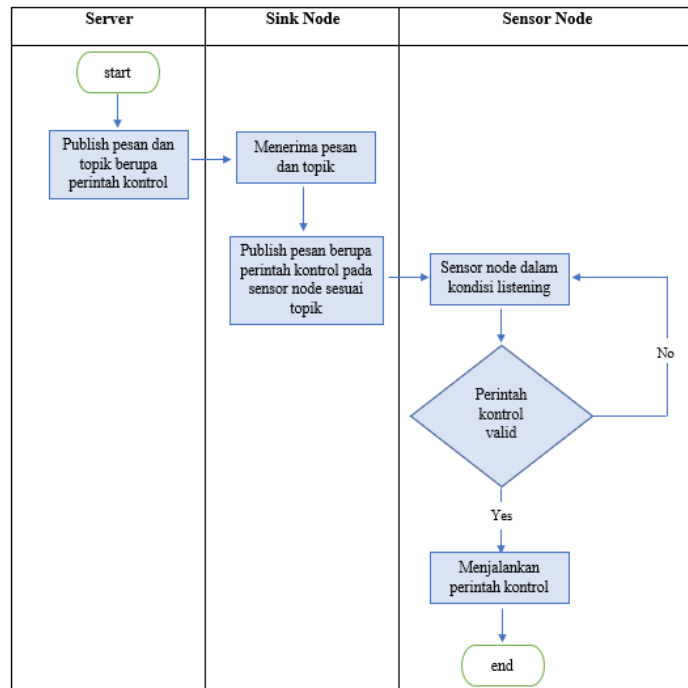 Server
Sink Node
Sensor Node
start
Publish pesan dan
topik berupa
perintah kontrol
Menerima pesan
dan topik
Publish pesan berupa
perintah kontrol pada
sensor node sesuai
topik
Sensor node dalam
kondisi listening
No
Perintah
kontrol
valid
Yes
Menjalankan
perintah kontrol
end